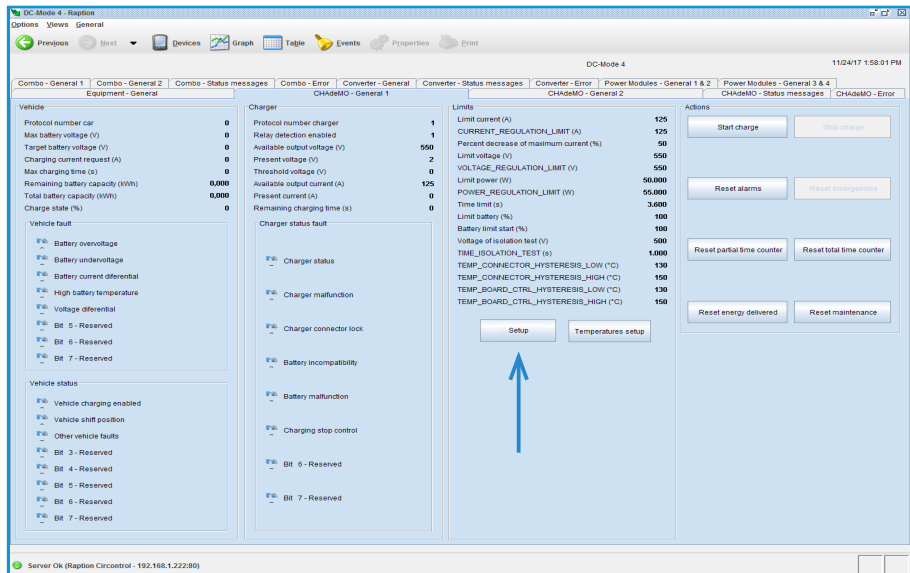 DC-Mode 4 - Raption
Options Views General
Previous Next Devices Graph Table Events Properties Print
DC-Mode 4 11/24/17 1:58:01 PM
Combo - General 1 Combo - General 2 Combo - Status messages Combo - Error Converter - General Converter - Status messages Converter - Error Power Modules - General 1 & 2 Power Modules - General 3 & 4
Equipment - General CHAdeMO - General 1 CHAdeMO - General 2 CHAdeMO - Status messages CHAdeMO - Error
Vehicle
Protocol number car 0
Max battery voltage (V) 0
Target battery voltage (V) 0
Charging current request (A) 0
Max charging time (s) 0
Remaining battery capacity (kWh) 0,000
Total battery capacity (kWh) 0,000
Charge state (%) 0
Vehicle fault
Battery overvoltage
Battery undervoltage
Battery current diferential
High battery temperature
Voltage diferential
Bit 5 - Reserved
Bit 6 - Reserved
Bit 7 - Reserved
Vehicle status
Vehicle charging enabled
Vehicle shift position
Other vehicle faults
Bit 3 - Reserved
Bit 4 - Reserved
Bit 5 - Reserved
Bit 6 - Reserved
Bit 7 - Reserved
Charger
Protocol number charger 1
Relay detection enabled 1
Available output voltage (V) 550
Present voltage (V) 2
Threshold voltage (V) 0
Available output current (A) 125
Present current (A) 0
Remaining charging time (s) 0
Charger status fault
Charger status
Charger malfunction
Charger connector lock
Battery incompatibility
Battery malfunction
Charging stop control
Bit 6 - Reserved
Bit 7 - Reserved
Limits
Limit current (A) 125
CURRENT_REGULATION_LIMIT (A) 125
Percent decrease of maximum current (%) 50
Limit voltage (V) 550
VOLTAGE_REGULATION_LIMIT (V) 550
Limit power (W) 50.000
POWER_REGULATION_LIMIT (W) 55.000
Time limit (s) 3.600
Limit battery (%) 100
Battery limit start (%) 100
Voltage of isolation test (V) 500
TIME_ISOLATION_TEST (s) 1.000
TEMP_CONNECTOR_HYSTERESIS_LOW (°C) 130
TEMP_CONNECTOR_HYSTERESIS_HIGH (°C) 150
TEMP_BOARD_CTRL_HYSTERESIS_LOW (°C) 130
TEMP_BOARD_CTRL_HYSTERESIS_HIGH (°C) 150
Setup Temperatures setup
Actions
Start charge Stop charge
Reset alarms Reset emergencies
Reset partial time counter Reset total time counter
Reset energy delivered Reset maintenance
Server Ok (Raption Circontrol - 192.168.1.222:80)